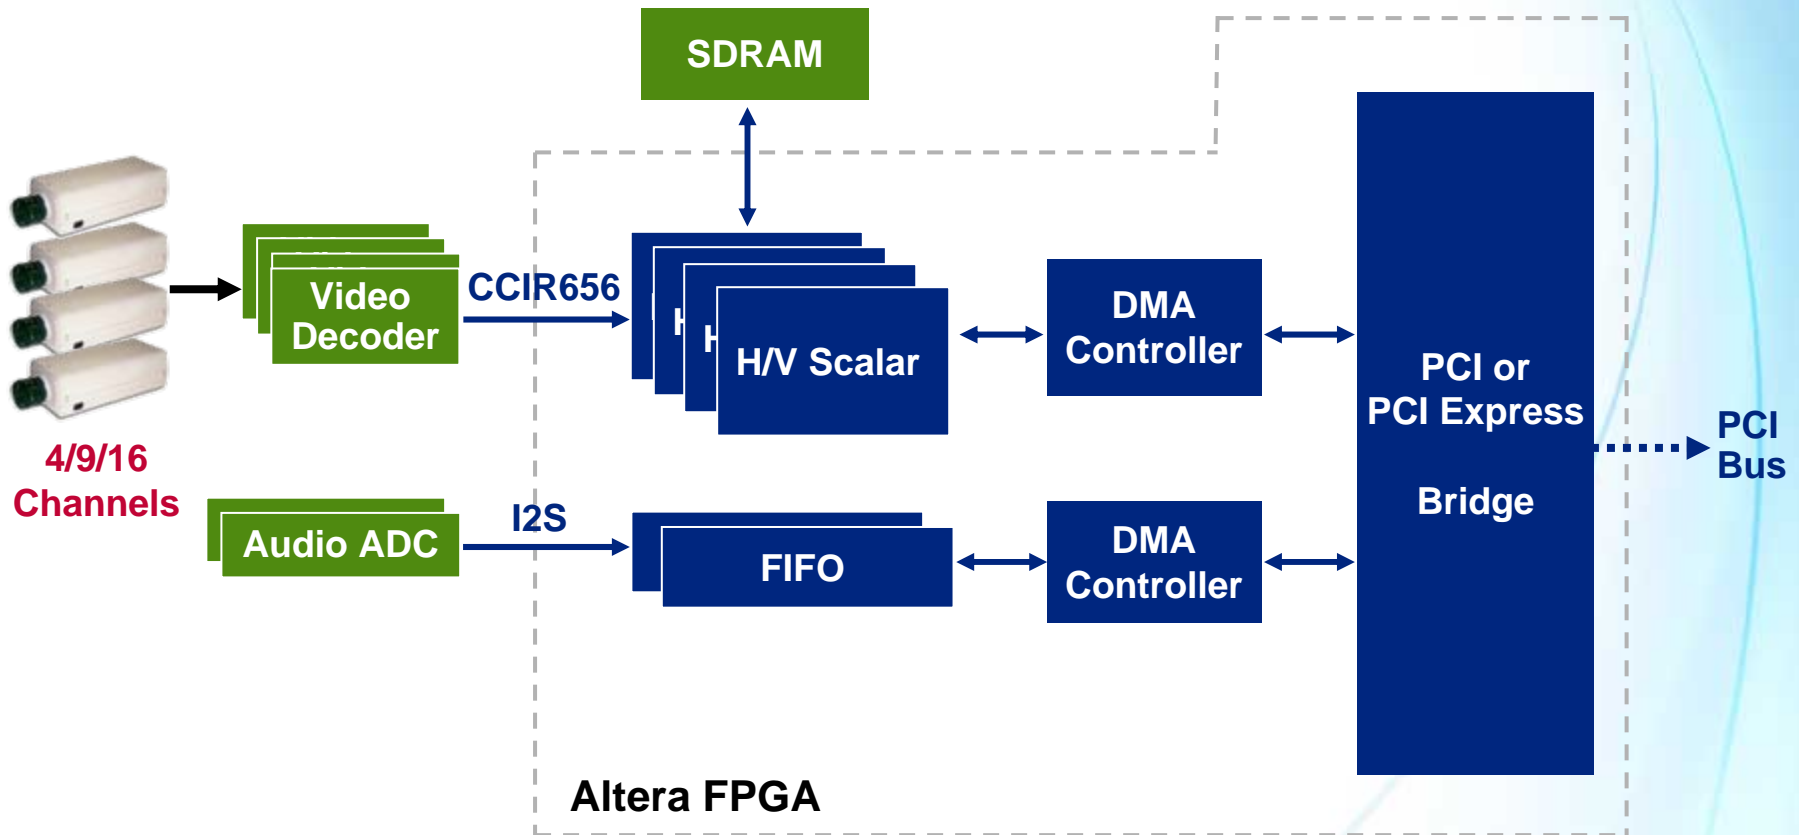 SDRAM
Video
Decoder
CCIR656
H/V Scalar
DMA
Controller
PCI or
PCI Express
Bridge
PCI
Bus
4/9/16
Channels
Audio ADC
I2S
FIFO
DMA
Controller
Altera FPGA